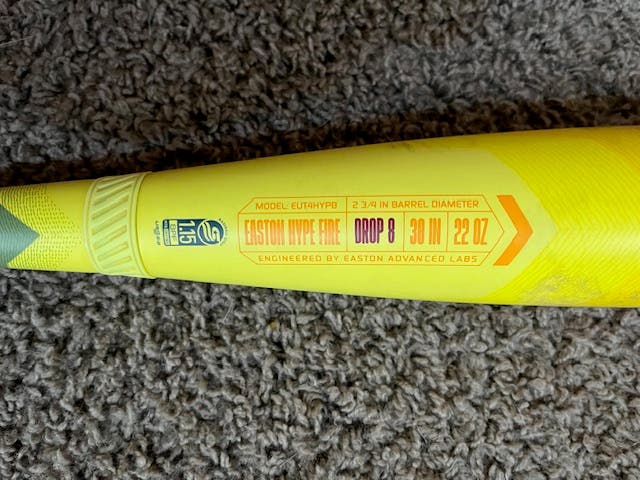 MODEL: EUT4HYP8
2 3/4 IN BARREL DIAMETER
EASTON HYPE FIRE
DROP 8
30 IN
22 OZ
ENGINEERED BY EASTON ADVANCED LABS
1.15
BPF